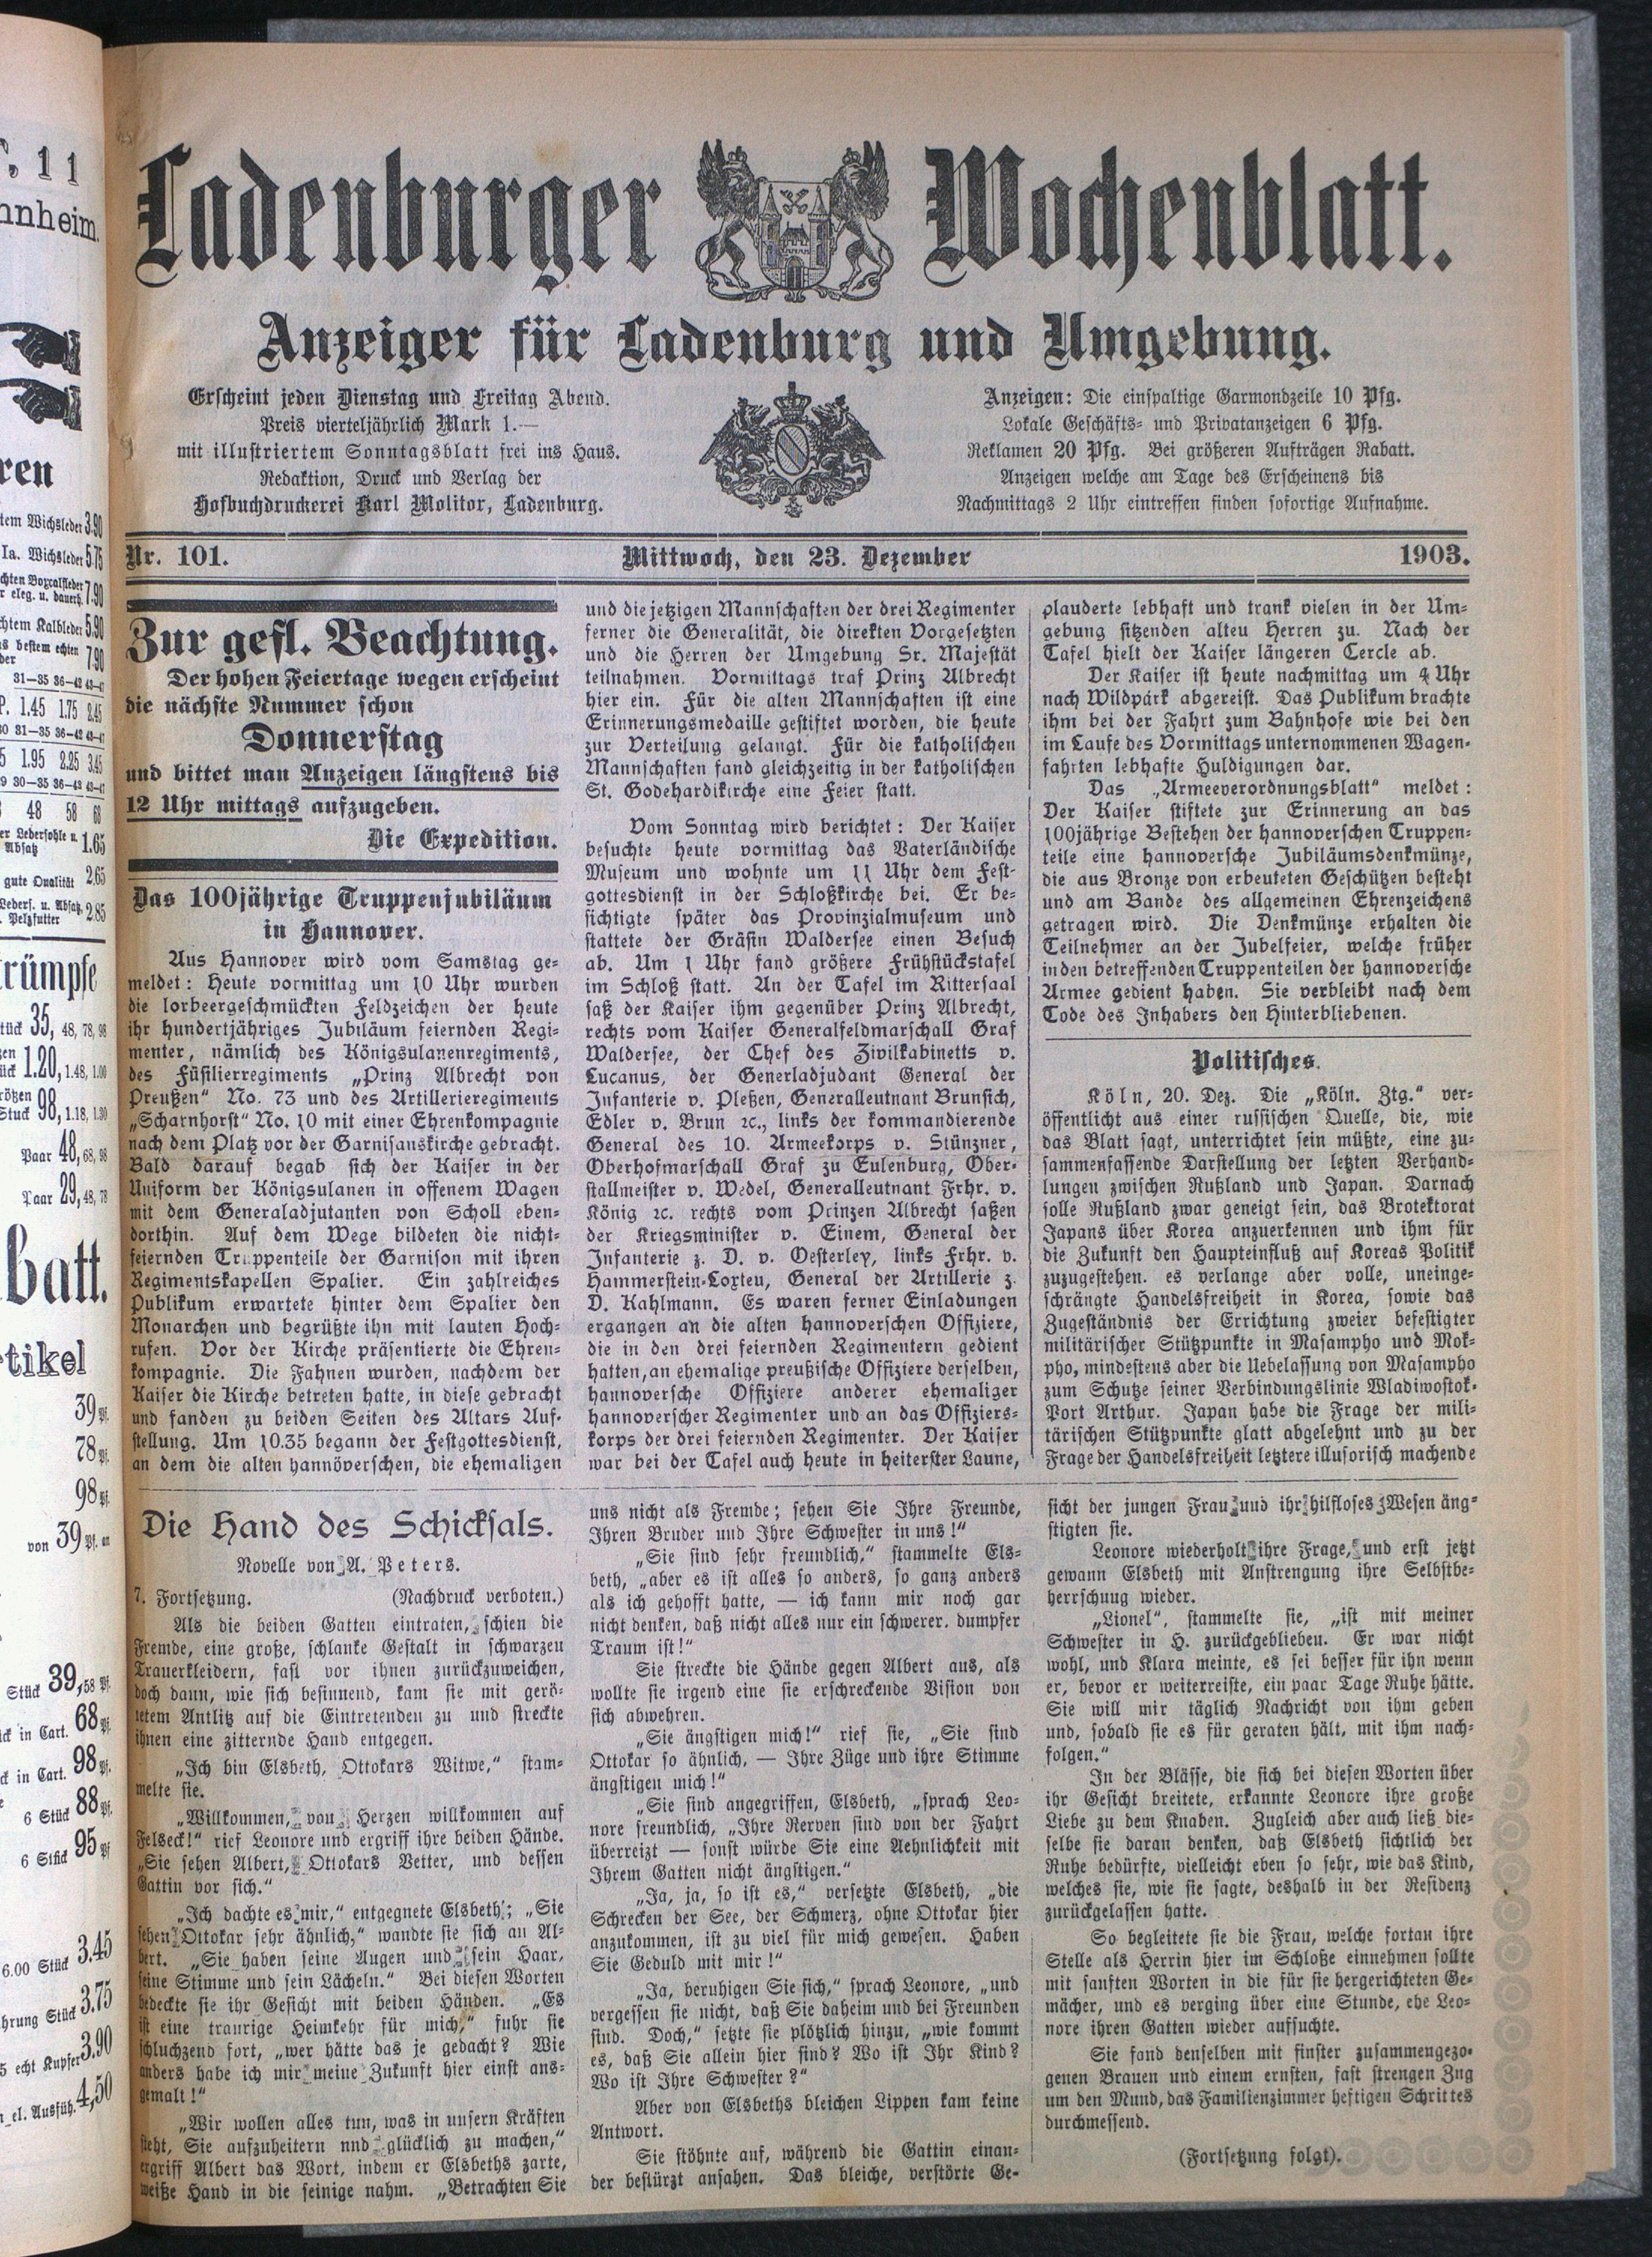 Ladenburger Wochenblatt.
Anzeiger für Ladenburg und Umgebung.
Erscheint jeden Dienstag und Freitag Abend.
Preis vierteljährlich Mark 1.—
mit illustriertem Sonntagsblatt frei ins Haus.
Redaktion, Druck und Verlag der
Hofbuchdruckerei Karl Molitor, Ladenburg.
Anzeigen: Die einspaltige Garmondzeile 10 Pfg.
Lokale Geschäfts- und Privatanzeigen 6 Pfg.
Reklamen 20 Pfg. Bei größeren Aufträgen Rabatt.
Anzeigen welche am Tage des Erscheinens bis
Nachmittags 2 Uhr eintreffen finden sofortige Aufnahme.
Nr. 101. Mittwoch, den 23. Dezember 1903.
Zur gefl. Beachtung.
Der hohen Feiertage wegen erscheint
die nächste Nummer schon
Donnerstag
und bittet man Anzeigen längstens bis
12 Uhr mittags aufzugeben.
Die Expedition.
Das 100jährige Truppenjubiläum
in Hannover.
Aus Hannover wird vom Samstag ge-
meldet: Heute vormittag um 10 Uhr wurden
die lorbeergeschmückten Feldzeichen der heute
ihr hundertjähriges Jubiläum feiernden Regi-
menter, nämlich des Königsulanenregiments,
des Füsilierregiments „Prinz Albrecht von
Preußen“ No. 73 und des Artillerieregiments
„Scharnhorst“ No. 10 mit einer Ehrenkompagnie
nach dem Platz vor der Garnisanskirche gebracht.
Bald darauf begab sich der Kaiser in der
Uniform der Königsulanen in offenem Wagen
mit dem Generaladjutanten von Scholl eben-
dorthin. Auf dem Wege bildeten die nicht-
feiernden Truppenteile der Garnison mit ihren
Regimentskapellen Spalier. Ein zahlreiches
Publikum erwartete hinter dem Spalier den
Monarchen und begrüßte ihn mit lauten Hoch-
rufen. Vor der Kirche präsentierte die Ehren-
kompagnie. Die Fahnen wurden, nachdem der
Kaiser die Kirche betreten hatte, in diese gebracht
und fanden zu beiden Seiten des Altars Auf-
stellung. Um 10.35 begann der Festgottesdienst,
an dem die alten hannöverschen, die ehemaligen
und die jetzigen Mannschaften der drei Regimenter
ferner die Generalität, die direkten Vorgesetzten
und die Herren der Umgebung Sr. Majestät
teilnahmen. Vormittags traf Prinz Albrecht
hier ein. Für die alten Mannschaften ist eine
Erinnerungsmedaille gestiftet worden, die heute
zur Verteilung gelangt. Für die katholischen
Mannschaften fand gleichzeitig in der katholischen
St. Godehardikirche eine Feier statt.
Vom Sonntag wird berichtet: Der Kaiser
besuchte heute vormittag das Vaterländische
Museum und wohnte um 11 Uhr dem Fest-
gottesdienst in der Schloßkirche bei. Er be-
sichtigte später das Provinzialmuseum und
stattete der Gräfin Waldersee einen Besuch
ab. Um 1 Uhr fand größere Frühstückstafel
im Schloß statt. An der Tafel im Rittersaal
saß der Kaiser ihm gegenüber Prinz Albrecht,
rechts vom Kaiser Generalfeldmarschall Graf
Waldersee, der Chef des Zivilkabinetts v.
Lucanus, der Generladjudant General der
Infanterie v. Pleßen, Generalleutnant Brunsich,
Edler v. Brun ꝛc., links der kommandierende
General des 10. Armeekorps v. Stünzner,
Oberhofmarschall Graf zu Eulenburg, Ober-
stallmeister v. Wedel, Generalleutnant Frhr. v.
König ꝛc. rechts vom Prinzen Albrecht saßen
der Kriegsminister v. Einem, General der
Infanterie z. D. v. Oesterley, links Frhr. v.
Hammerstein-Loxten, General der Artillerie z.
D. Kahlmann. Es waren ferner Einladungen
ergangen an die alten hannoverschen Offiziere,
die in den drei feiernden Regimentern gedient
hatten, an ehemalige preußische Offiziere derselben,
hannoversche Offiziere anderer ehemaliger
hannoverscher Regimenter und an das Offiziers-
korps der drei feiernden Regimenter. Der Kaiser
war bei der Tafel auch heute in heiterster Laune,
plauderte lebhaft und trank vielen in der Um-
gebung sitzenden alten Herren zu. Nach der
Tafel hielt der Kaiser längeren Cercle ab.
Der Kaiser ist heute nachmittag um 4 Uhr
nach Wildpark abgereist. Das Publikum brachte
ihm bei der Fahrt zum Bahnhofe wie bei den
im Laufe des Vormittags unternommenen Wagen-
fahrten lebhafte Huldigungen dar.
Das „Armeeverordnungsblatt“ meldet:
Der Kaiser stiftete zur Erinnerung an das
100jährige Bestehen der hannoverschen Truppen-
teile eine hannoversche Jubiläumsdenkmünze,
die aus Bronze von erbeuteten Geschützen besteht
und am Bande des allgemeinen Ehrenzeichens
getragen wird. Die Denkmünze erhalten die
Teilnehmer an der Jubelfeier, welche früher
in den betreffenden Truppenteilen der hannoversche
Armee gedient haben. Sie verbleibt nach dem
Tode des Inhabers den Hinterbliebenen.
Politisches.
Köln, 20. Dez. Die „Köln. Ztg.“ ver-
öffentlicht aus einer russischen Quelle, die, wie
das Blatt sagt, unterrichtet sein müßte, eine zu-
sammenfassende Darstellung der letzten Verhand-
lungen zwischen Rußland und Japan. Darnach
solle Rußland zwar geneigt sein, das Brotektorat
Japans über Korea anzuerkennen und ihm für
die Zukunft den Haupteinfluß auf Koreas Politik
zuzugestehen. es verlange aber volle, uneinge-
schrängte Handelsfreiheit in Korea, sowie das
Zugeständnis der Errichtung zweier befestigter
militärischer Stützpunkte in Masampho und Mok-
pho, mindestens aber die Uebelassung von Masampho
zum Schutze seiner Verbindungslinie Wladiwostok-
Port Arthur. Japan habe die Frage der mili-
tärischen Stützpunkte glatt abgelehnt und zu der
Frage der Handelsfreiheit letztere illusorisch machende
Die Hand des Schicksals.
Novelle von A. Peters.
7. Fortsetzung. (Nachdruck verboten.)
Als die beiden Gatten eintraten, schien die
Fremde, eine große, schlanke Gestalt in schwarzen
Trauerkleidern, fast vor ihnen zurückzuweichen,
doch dann, wie sich besinnend, kam sie mit gerö-
tetem Antlitz auf die Eintretenden zu und streckte
ihnen eine zitternde Hand entgegen.
„Ich bin Elsbeth, Ottokars Witwe,“ stam-
melte sie.
„Willkommen, von Herzen willkommen auf
Felseck!“ rief Leonore und ergriff ihre beiden Hände.
„Sie sehen Albert, Ottokars Vetter, und dessen
Gattin vor sich.“
„Ich dachte es mir,“ entgegnete Elsbeth; „Sie
sehen Ottokar sehr ähnlich,“ wandte sie sich an Al-
bert. „Sie haben seine Augen und sein Haar,
seine Stimme und sein Lächeln.“ Bei diesen Worten
bedeckte sie ihr Gesicht mit beiden Händen. „Es
ist eine traurige Heimkehr für mich,“ fuhr sie
schluchzend fort, „wer hätte das je gedacht? Wie
anders habe ich mir meine Zukunft hier einst aus-
gemalt!“
„Wir wollen alles tun, was in unsern Kräften
steht, Sie aufzuheitern nnd glücklich zu machen,“
ergriff Albert das Wort, indem er Elsbeths zarte,
weiße Hand in die seinige nahm. „Betrachten Sie
uns nicht als Fremde; sehen Sie Ihre Freunde,
Ihren Bruder und Ihre Schwester in uns!“
„Sie sind sehr freundlich,“ stammelte Els-
beth, „aber es ist alles so anders, so ganz anders
als ich gehofft hatte, — ich kann mir noch gar
nicht denken, daß nicht alles nur ein schwerer. dumpfer
Traum ist!“
Sie streckte die Hände gegen Albert aus, als
wollte sie irgend eine sie erschreckende Vision von
sich abwehren.
„Sie ängstigen mich!“ rief sie, „Sie sind
Ottokar so ähnlich, — Ihre Züge und ihre Stimme
ängstigen mich!“
„Sie sind angegriffen, Elsbeth, „sprach Leo-
nore freundlich, „Ihre Nerven sind von der Fahrt
überreizt — sonst würde Sie eine Aehnlichkeit mit
Ihrem Gatten nicht ängstigen.“
„Ja, ja, so ist es,“ versetzte Elsbeth, „die
Schrecken der See, der Schmerz, ohne Ottokar hier
anzukommen, ist zu viel für mich gewesen. Haben
Sie Geduld mit mir!“
„Ja, beruhigen Sie sich,“ sprach Leonore, „und
vergessen sie nicht, daß Sie daheim und bei Freunden
sind. Doch,“ setzte sie plötzlich hinzu, „wie kommt
es, daß Sie allein hier sind? Wo ist Ihr Kind?
Wo ist Ihre Schwester?“
Aber von Elsbeths bleichen Lippen kam keine
Antwort.
Sie stöhnte auf, während die Gattin einan-
der bestürzt ansahen. Das bleiche, verstörte Ge-
sicht der jungen Frau und ihr hilfloses Wesen äng-
stigten sie.
Leonore wiederholt ihre Frage, und erst jetzt
gewann Elsbeth mit Anstrengung ihre Selbstbe-
herrschung wieder.
„Lionel“, stammelte sie, „ist mit meiner
Schwester in H. zurückgeblieben. Er war nicht
wohl, und Klara meinte, es sei besser für ihn wenn
er, bevor er weiterreiste, ein paar Tage Ruhe hätte.
Sie will mir täglich Nachricht von ihm geben
und, sobald sie es für geraten hält, mit ihm nach-
folgen.“
In der Blässe, die sich bei diesen Worten über
ihr Gesicht breitete, erkannte Leonore ihre große
Liebe zu dem Knaben. Zugleich aber auch ließ die-
selbe sie daran denken, daß Elsbeth sichtlich der
Ruhe bedürfte, vielleicht eben so sehr, wie das Kind,
welches sie, wie sie sagte, deshalb in der Residenz
zurückgelassen hatte.
So begleitete sie die Frau, welche fortan ihre
Stelle als Herrin hier im Schloße einnehmen sollte
mit sanften Worten in die für sie hergerichteten Ge-
mächer, und es verging über eine Stunde, ehe Leo-
nore ihren Gatten wieder aufsuchte.
Sie fand denselben mit finster zusammengezo-
genen Brauen und einem ernsten, fast strengen Zug
um den Mund, das Familienzimmer heftigen Schrittes
durchmessend.
(Fortsetzung folgt).